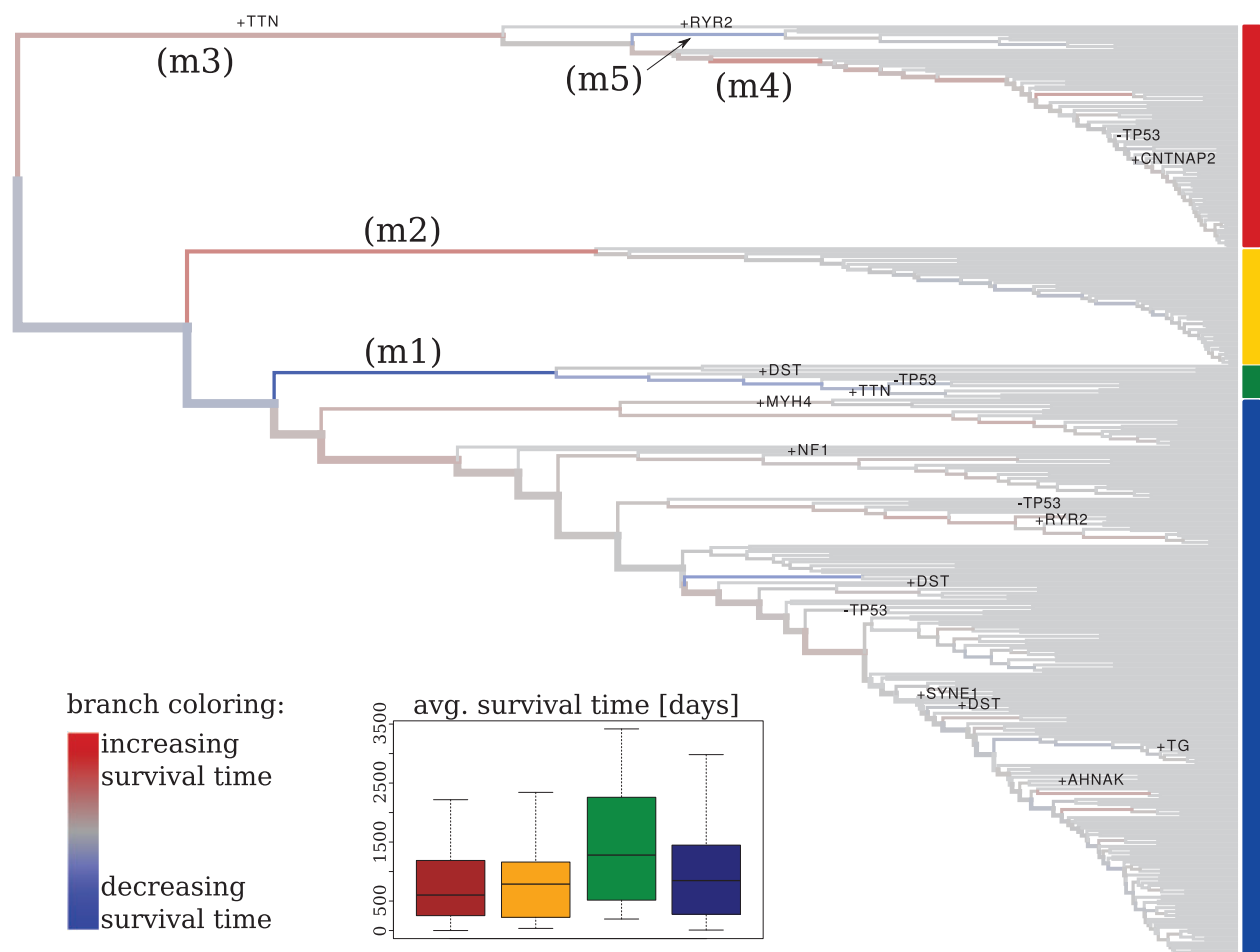 +TTN
+RYR2
(m3)
(m5)
(m4)
-TP53
+CNTNAP2
(m2)
(m1)
+DST
-TP53
+TTN
+MYH4
+NF1
-TP53
+RYR2
+DST
-TP53
+SYNE1
+DST
+TG
+AHNAK
branch coloring:
increasing
survival time
decreasing
survival time
avg. survival time [days]
3500
2500
1500
500
0